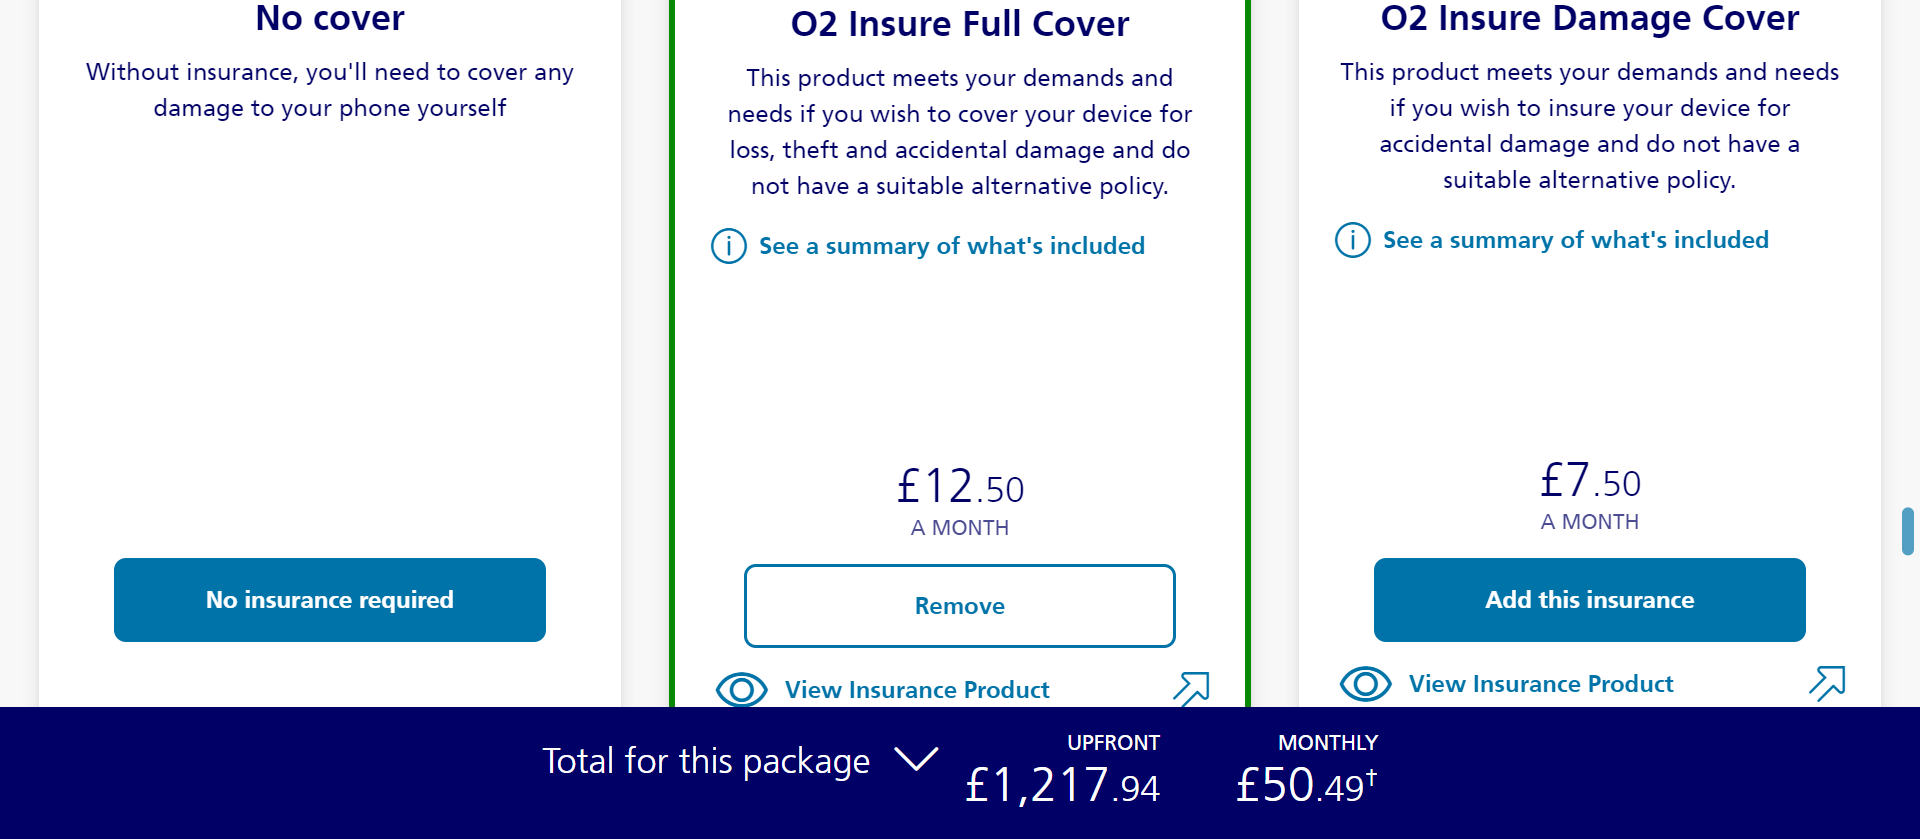 No cover
Without insurance, you'll need to cover any
damage to your phone yourself
No insurance required
O2 Insure Full Cover
This product meets your demands and
needs if you wish to cover your device for
loss, theft and accidental damage and do
not have a suitable alternative policy.
See a summary of what's included
£12.50
A MONTH
Remove
View Insurance Product
O2 Insure Damage Cover
This product meets your demands and needs
if you wish to insure your device for
accidental damage and do not have a
suitable alternative policy.
See a summary of what's included
£7.50
A MONTH
Add this insurance
View Insurance Product
Total for this package
UPFRONT
£1,217.94
MONTHLY
£50.49†